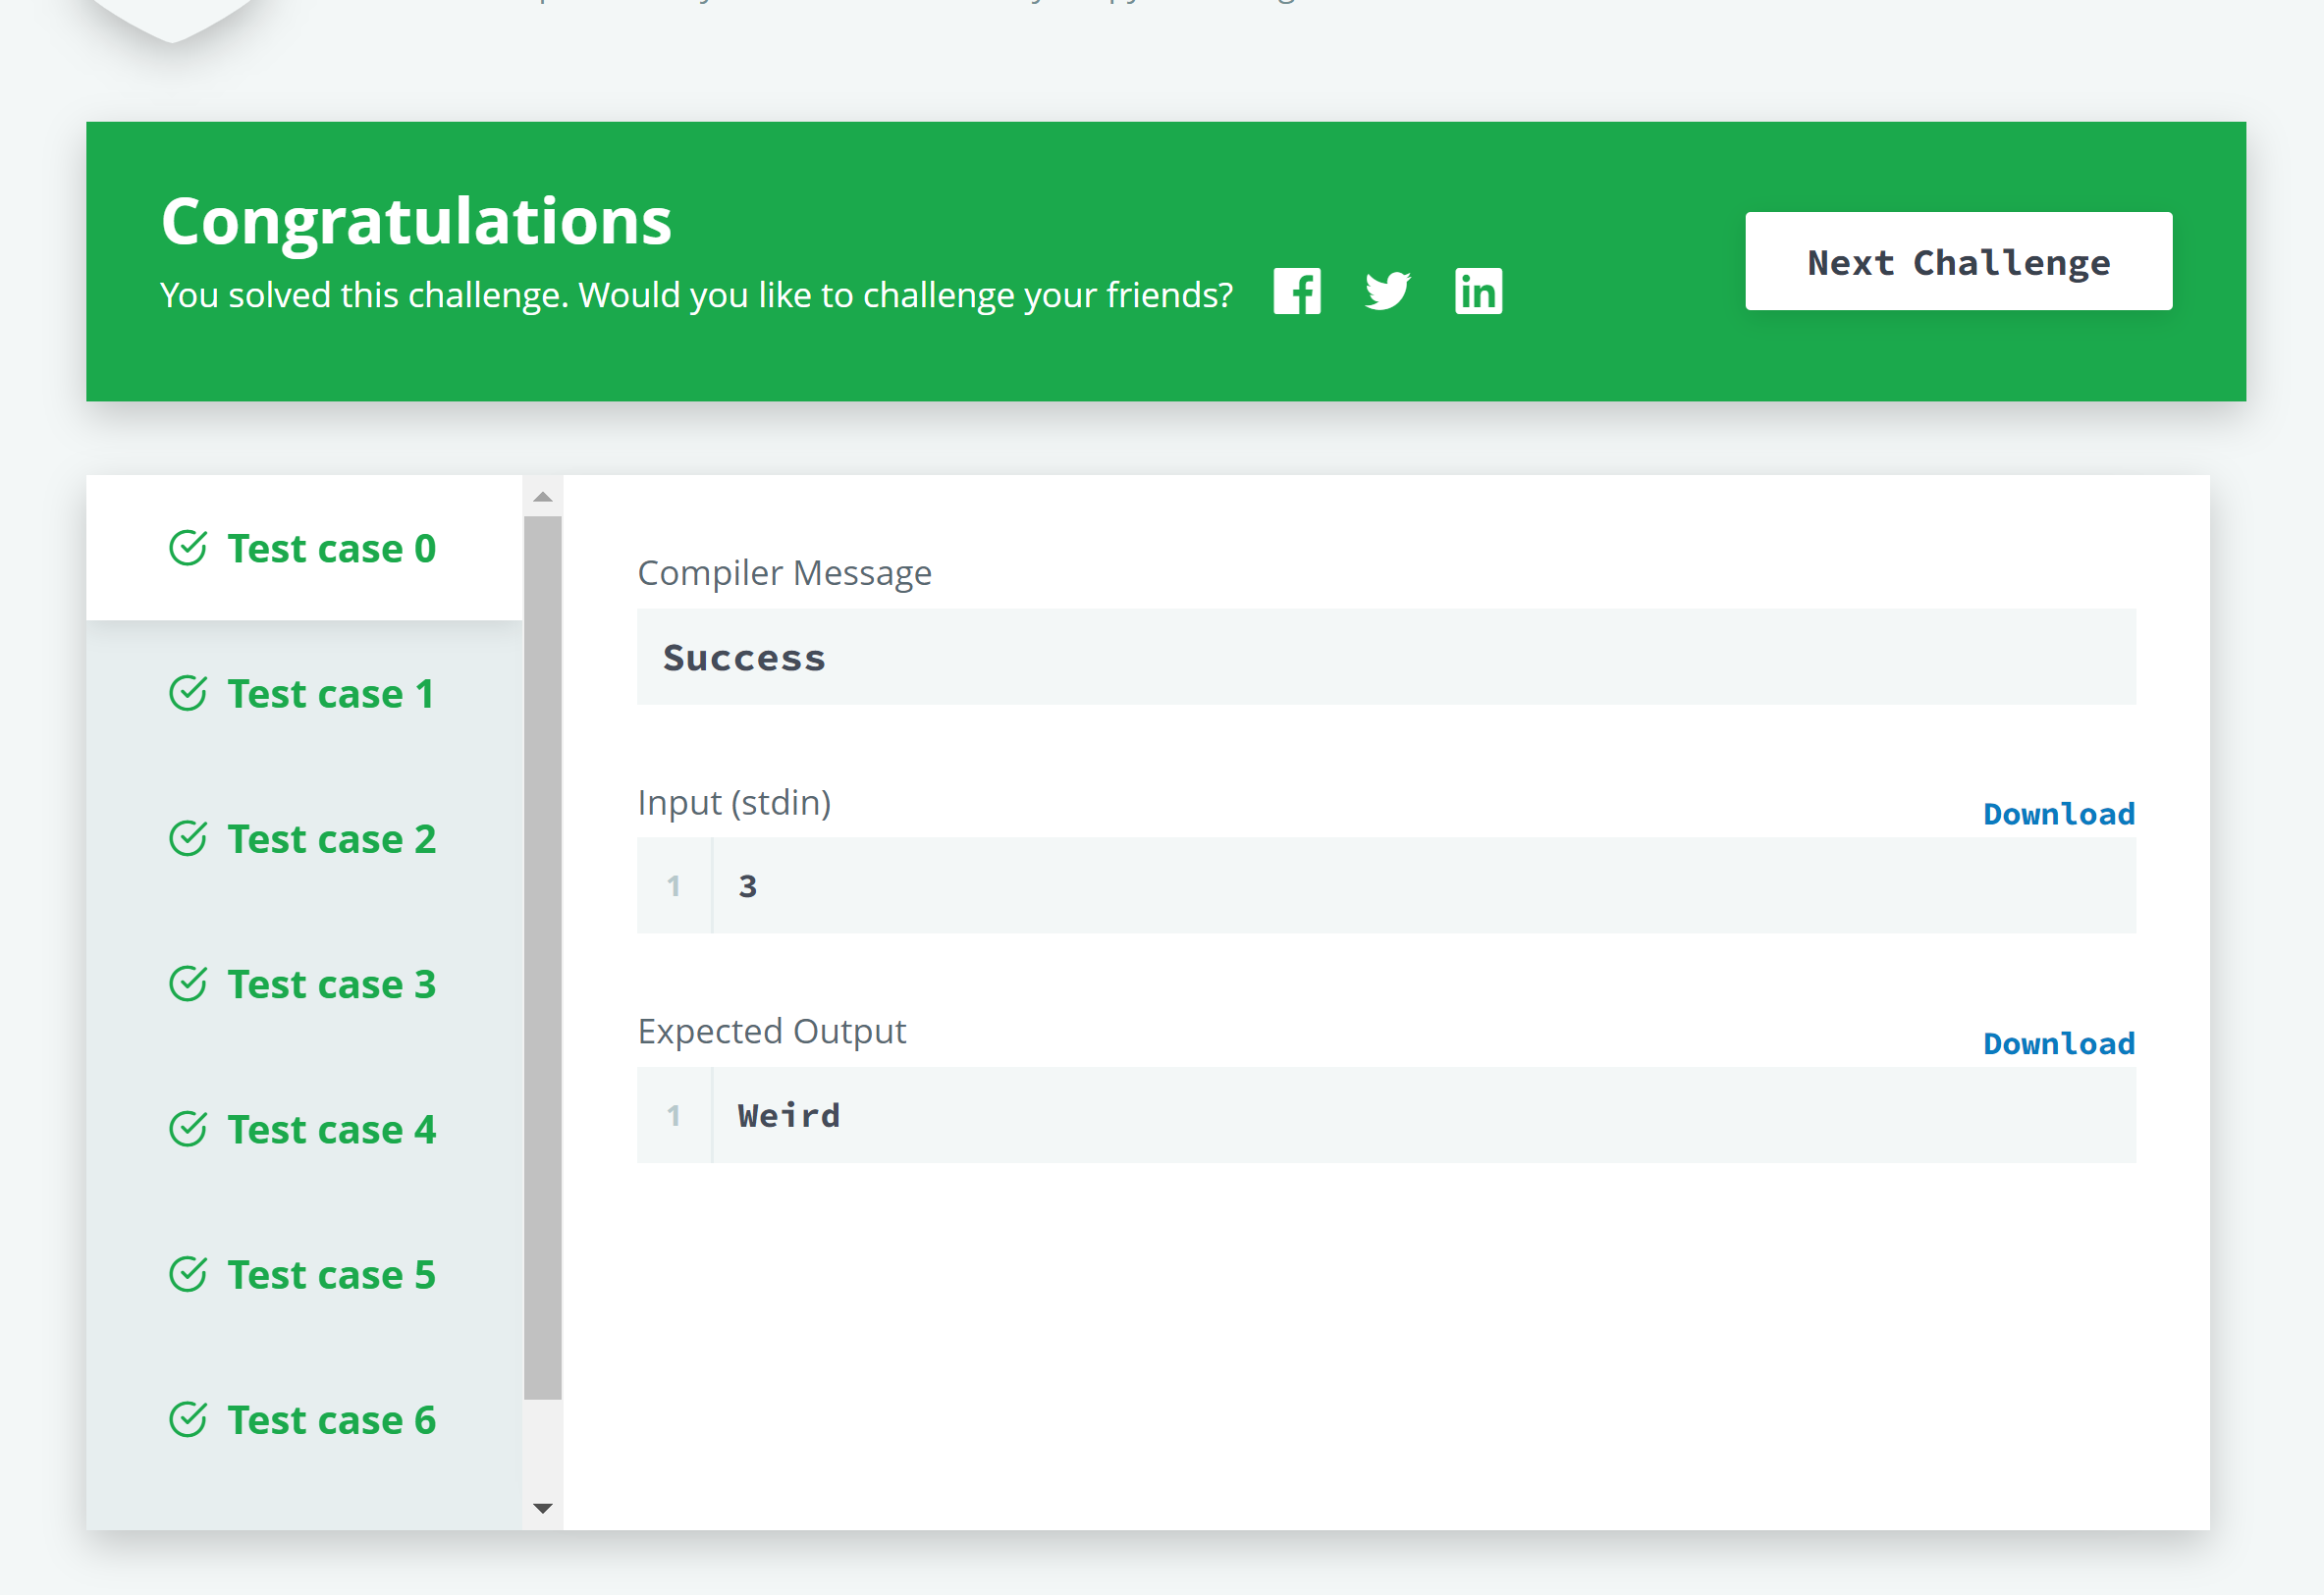 Congratulations
You solved this challenge. Would you like to challenge your friends?
Next Challenge
Test case 0
Test case 1
Test case 2
Test case 3
Test case 4
Test case 5
Test case 6
Compiler Message
Success
Input (stdin)
Download
1 3
Expected Output
Download
1 Weird